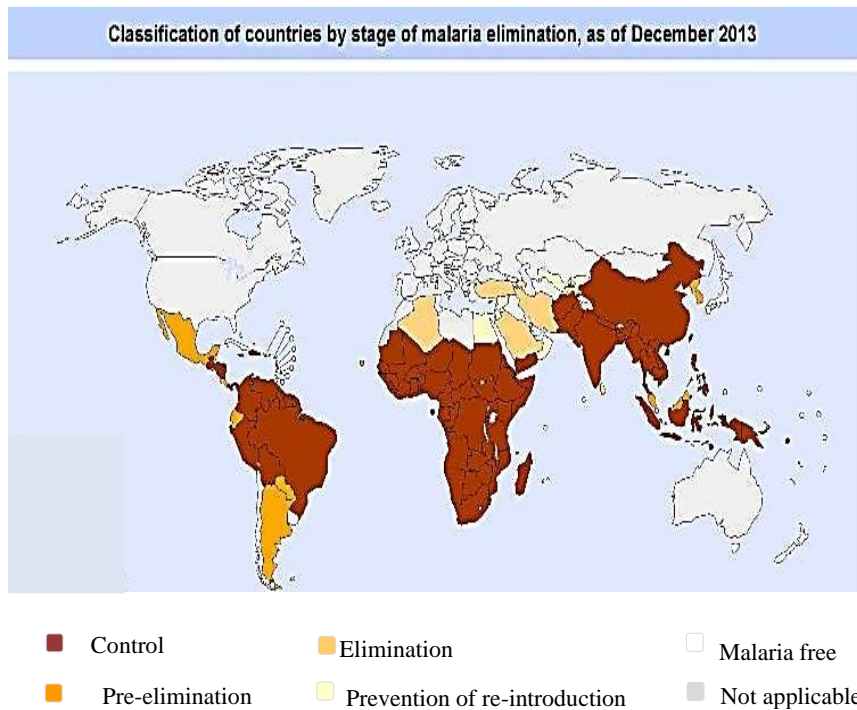 Classification of countries by stage of malaria elimination, as of December 2013
Control
Elimination
Malaria free
Pre-elimination
Prevention of re-introduction
Not applicable